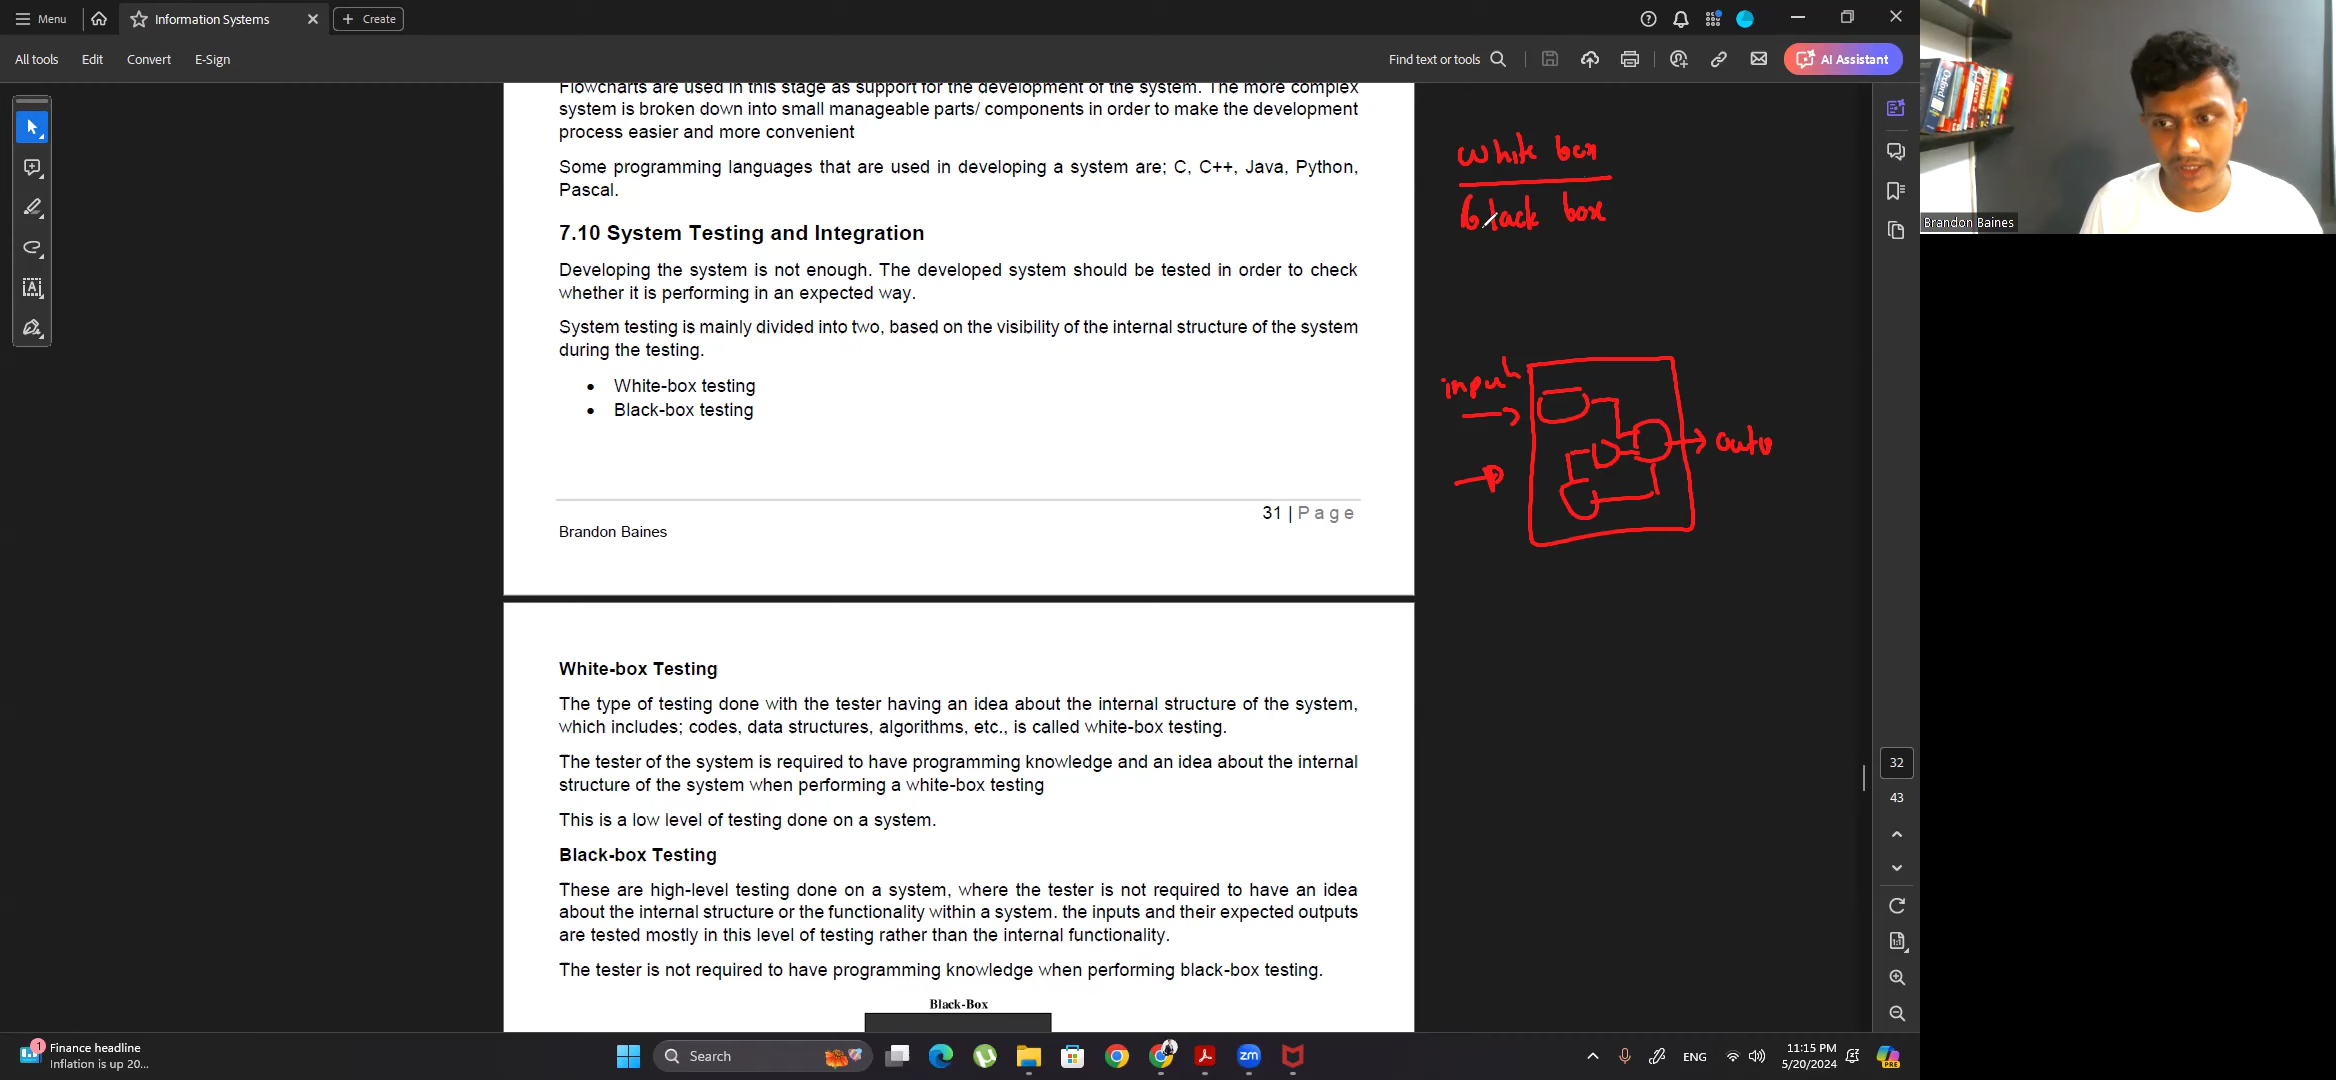 Menu
Information Systems
Create
All tools
Edit
Convert
E-Sign
Find text or tools
AI Assistant
Flowcharts are used in this stage as support for the development of the system. The more complex
system is broken down into small manageable parts/ components in order to make the development
process easier and more convenient
Some programming languages that are used in developing a system are; C, C++, Java, Python,
Pascal.
7.10 System Testing and Integration
Developing the system is not enough. The developed system should be tested in order to check
whether it is performing in an expected way.
System testing is mainly divided into two, based on the visibility of the internal structure of the system
during the testing.
• White-box testing
• Black-box testing
31 | Page
Brandon Baines
White-box Testing
The type of testing done with the tester having an idea about the internal structure of the system,
which includes; codes, data structures, algorithms, etc., is called white-box testing.
The tester of the system is required to have programming knowledge and an idea about the internal
structure of the system when performing a white-box testing
This is a low level of testing done on a system.
Black-box Testing
These are high-level testing done on a system, where the tester is not required to have an idea
about the internal structure or the functionality within a system. the inputs and their expected outputs
are tested mostly in this level of testing rather than the internal functionality.
The tester is not required to have programming knowledge when performing black-box testing.
Black-Box
white box
black box
input
Brandon Baines
32
43
1
Finance headline
Inflation is up 20...
Search
zm
ENG
11:15 PM
5/20/2024
PRE